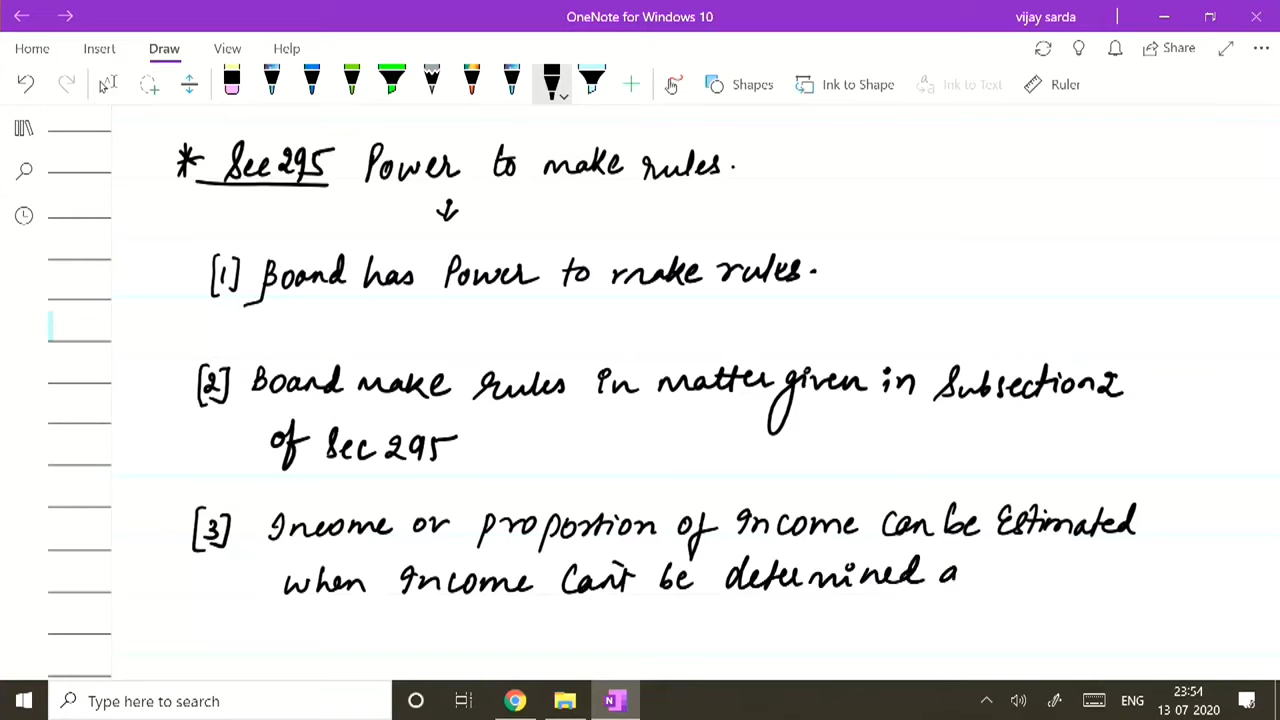 OneNote for Windows 10
vijay sarda
Home Insert Draw View Help
Share
Shapes Ink to Shape Ink to Text Ruler
* Sec 295 Power to make rules.
[1] Board has Power to make rules.
[2] Board make rules in matter given in Subsection 2
of Sec 295
[3] Income or proportion of Income can be Estimated
when Income can't be determined a
Type here to search
ENG
23:54
13-07-2020